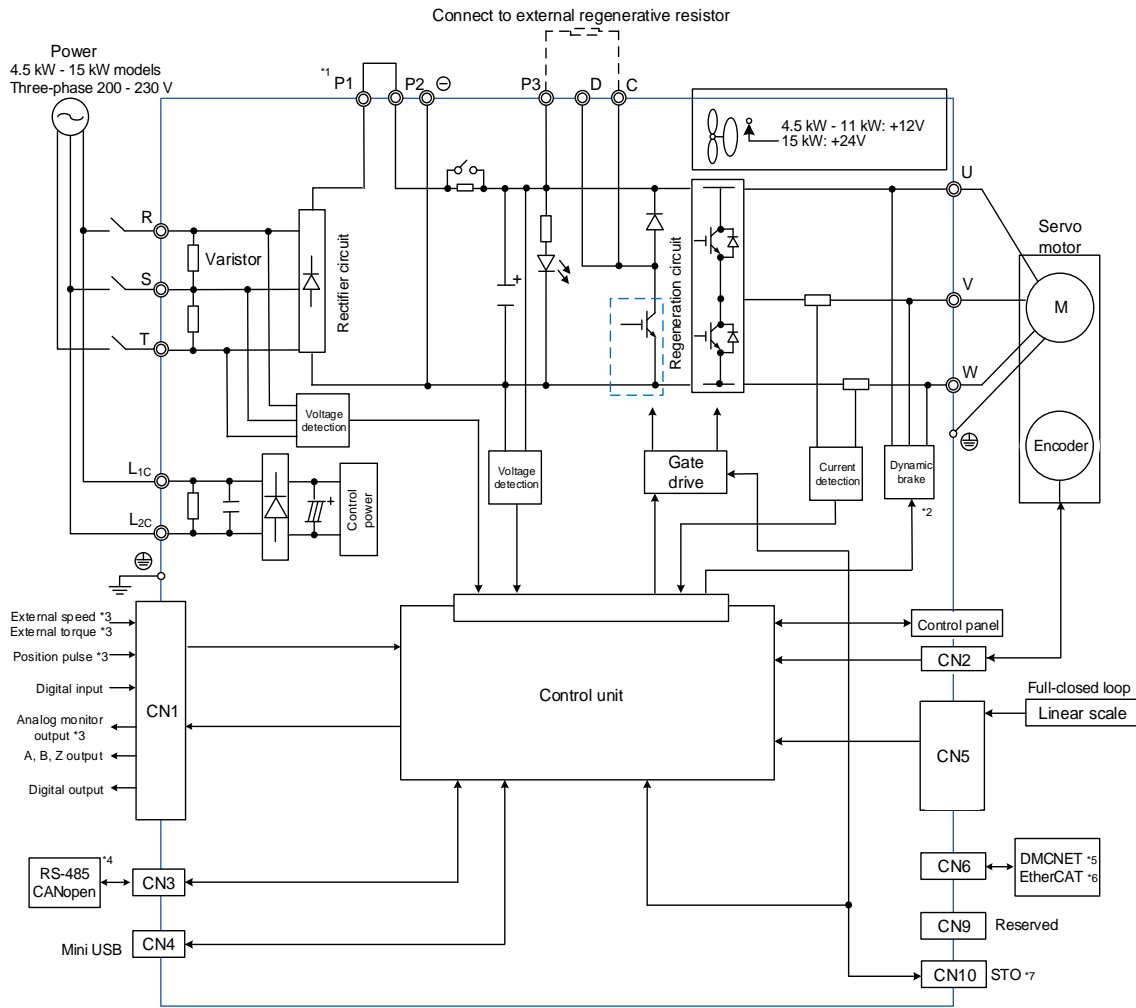 Connect to external regenerative resistor
Power
4.5 kW - 15 kW models
Three-phase 200 - 230 V
*1
P1
P2
⊖
P3
D
C
4.5 kW - 11 kW: +12V
15 kW: +24V
U
R
Varistor
S
T
Rectifier circuit
+
Regeneration circuit
V
W
Servo
motor
M
Encoder
Voltage
detection
Voltage
detection
Gate
drive
Current
detection
Dynamic
brake
*2
L1C
L2C
+
Control
power
External speed *3
External torque *3
Position pulse *3
Digital input
Analog monitor
output *3
A, B, Z output
Digital output
CN1
Control unit
Control panel
CN2
Full-closed loop
Linear scale
CN5
RS-485
CANopen
*4
CN3
Mini USB
CN4
CN6
DMCNET *5
EtherCAT *6
CN9
Reserved
CN10
STO *7